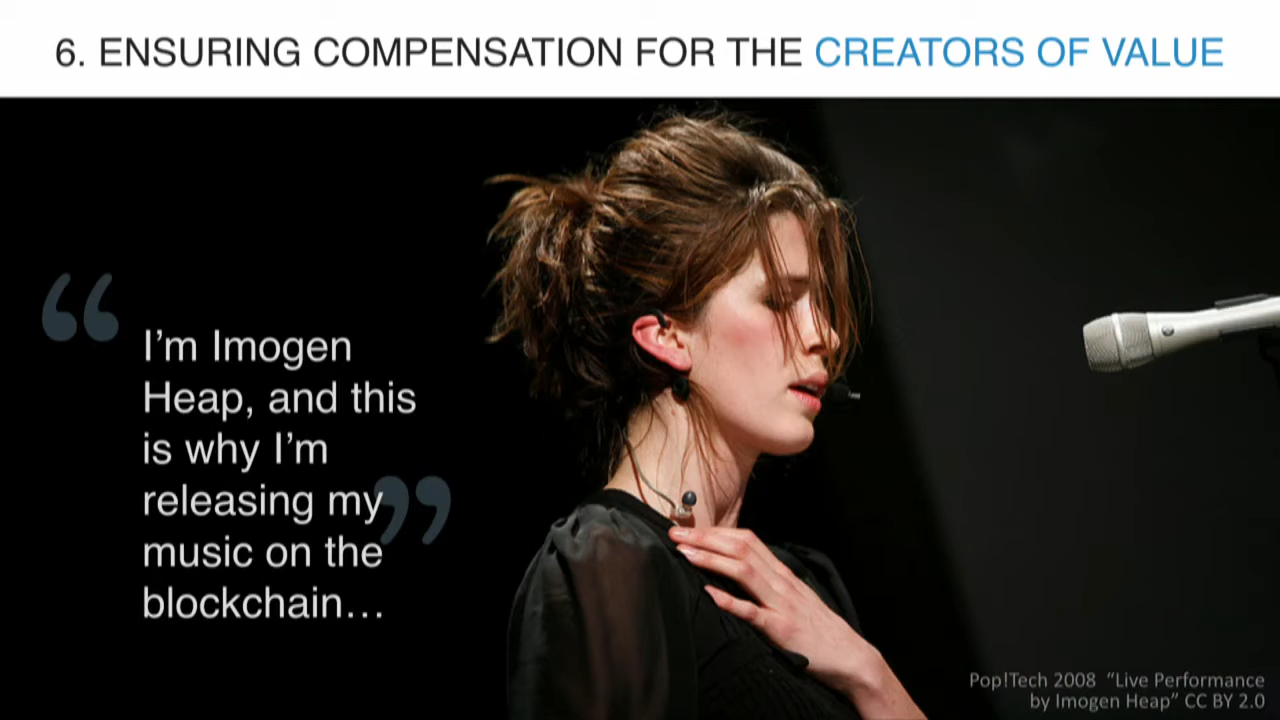 6. ENSURING COMPENSATION FOR THE CREATORS OF VALUE
“
I’m Imogen
Heap, and this
is why I’m
releasing my
music on the
blockchain…
”
Pop!Tech 2008 “Live Performance
by Imogen Heap” CC BY 2.0